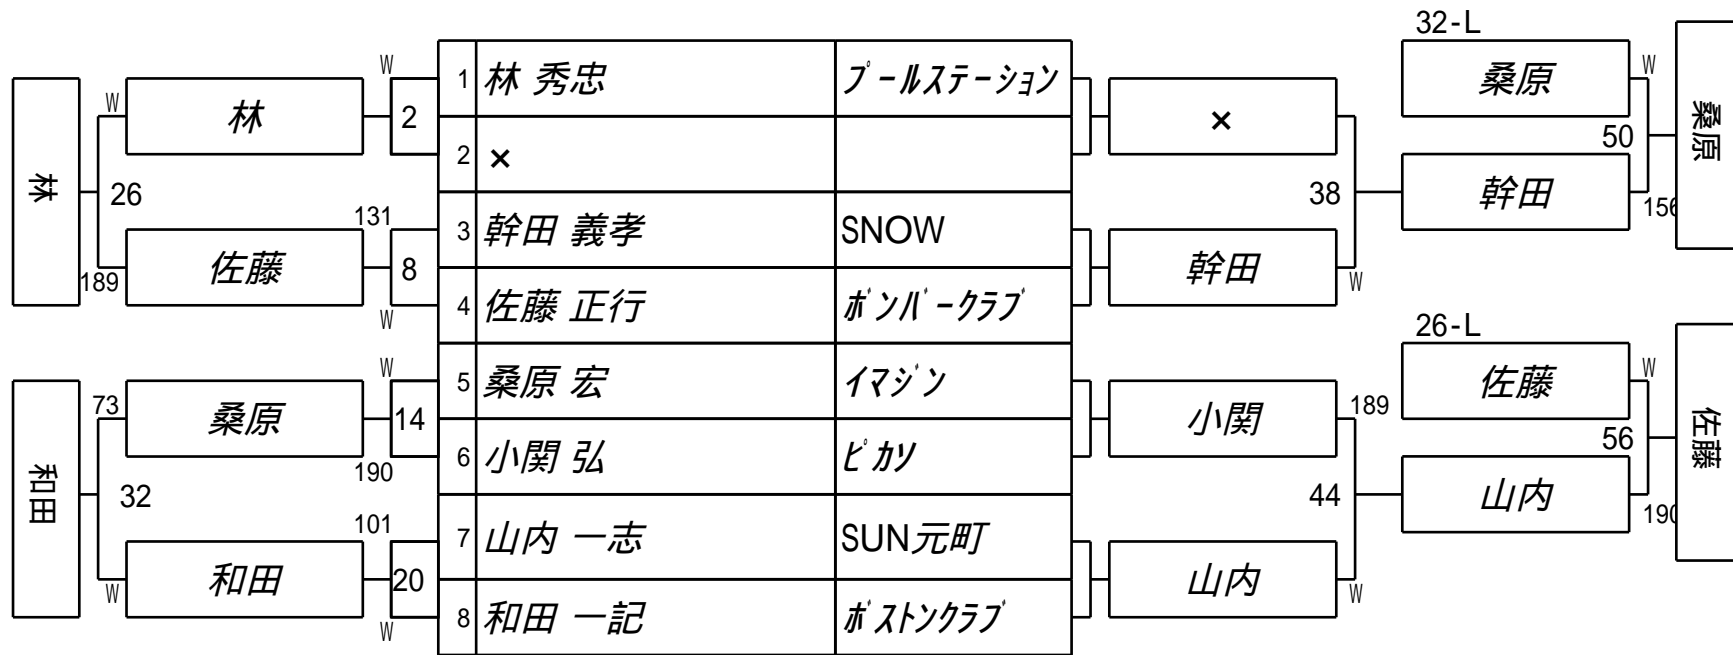 32-L
W
1 林 秀忠 プールステーション
W
桑原
W
林
2
×
桑原
2 ×
50
林
26
38
幹田
131
3 幹田 義孝 SNOW
156
佐藤
8
幹田
189
W
4 佐藤 正行 ボンバークラブ
W
26-L
W
5 桑原 宏 イマジン
佐藤
W
73
桑原
14
小関
189
佐藤
190
6 小関 弘 ピカソ
56
和田
32
44
山内
101
7 山内 一志 SUN元町
190
和田
20
山内
W
W
W
8 和田 一記 ボストンクラブ